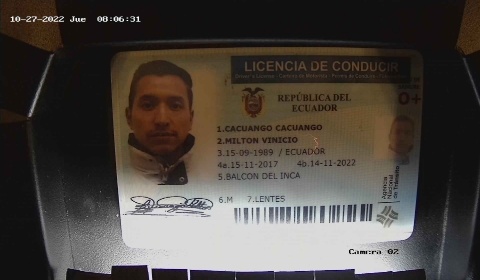 10-27-2022 Jue 08:06:31
LICENCIA DE CONDUCIR
REPÚBLICA DEL
ECUADOR
O+
1.CACUANGO CACUANGO
2.MILTON VINICIO
3.15-09-1989 / ECUADOR
4a.15-11-2017 4b.14-11-2022
5.BALCON DEL INCA
6.M 7.LENTES
Agencia
Nacional
de Tránsito
Camera 02